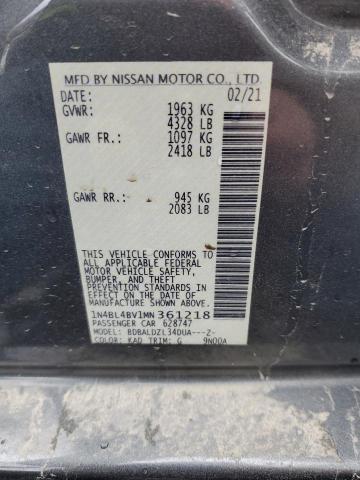 MFD BY NISSAN MOTOR CO., LTD.
DATE: 02/21
GVWR: 1963 KG
4328 LB
GAWR FR.: 1097 KG
2418 LB
GAWR RR.: 945 KG
2083 LB
THIS VEHICLE CONFORMS TO
ALL APPLICABLE FEDERAL
MOTOR VEHICLE SAFETY,
BUMPER, AND THEFT
PREVENTION STANDARDS
IN EFFECT ON THE DATE OF
MANUFACTURE SHOWN ABOVE.
1N4BL4BV1MN361218
PASSENGER CAR 628747
MODEL: BDBALDZL34DUA---Z-
COLOR: KAD TRIM: G 9N00A